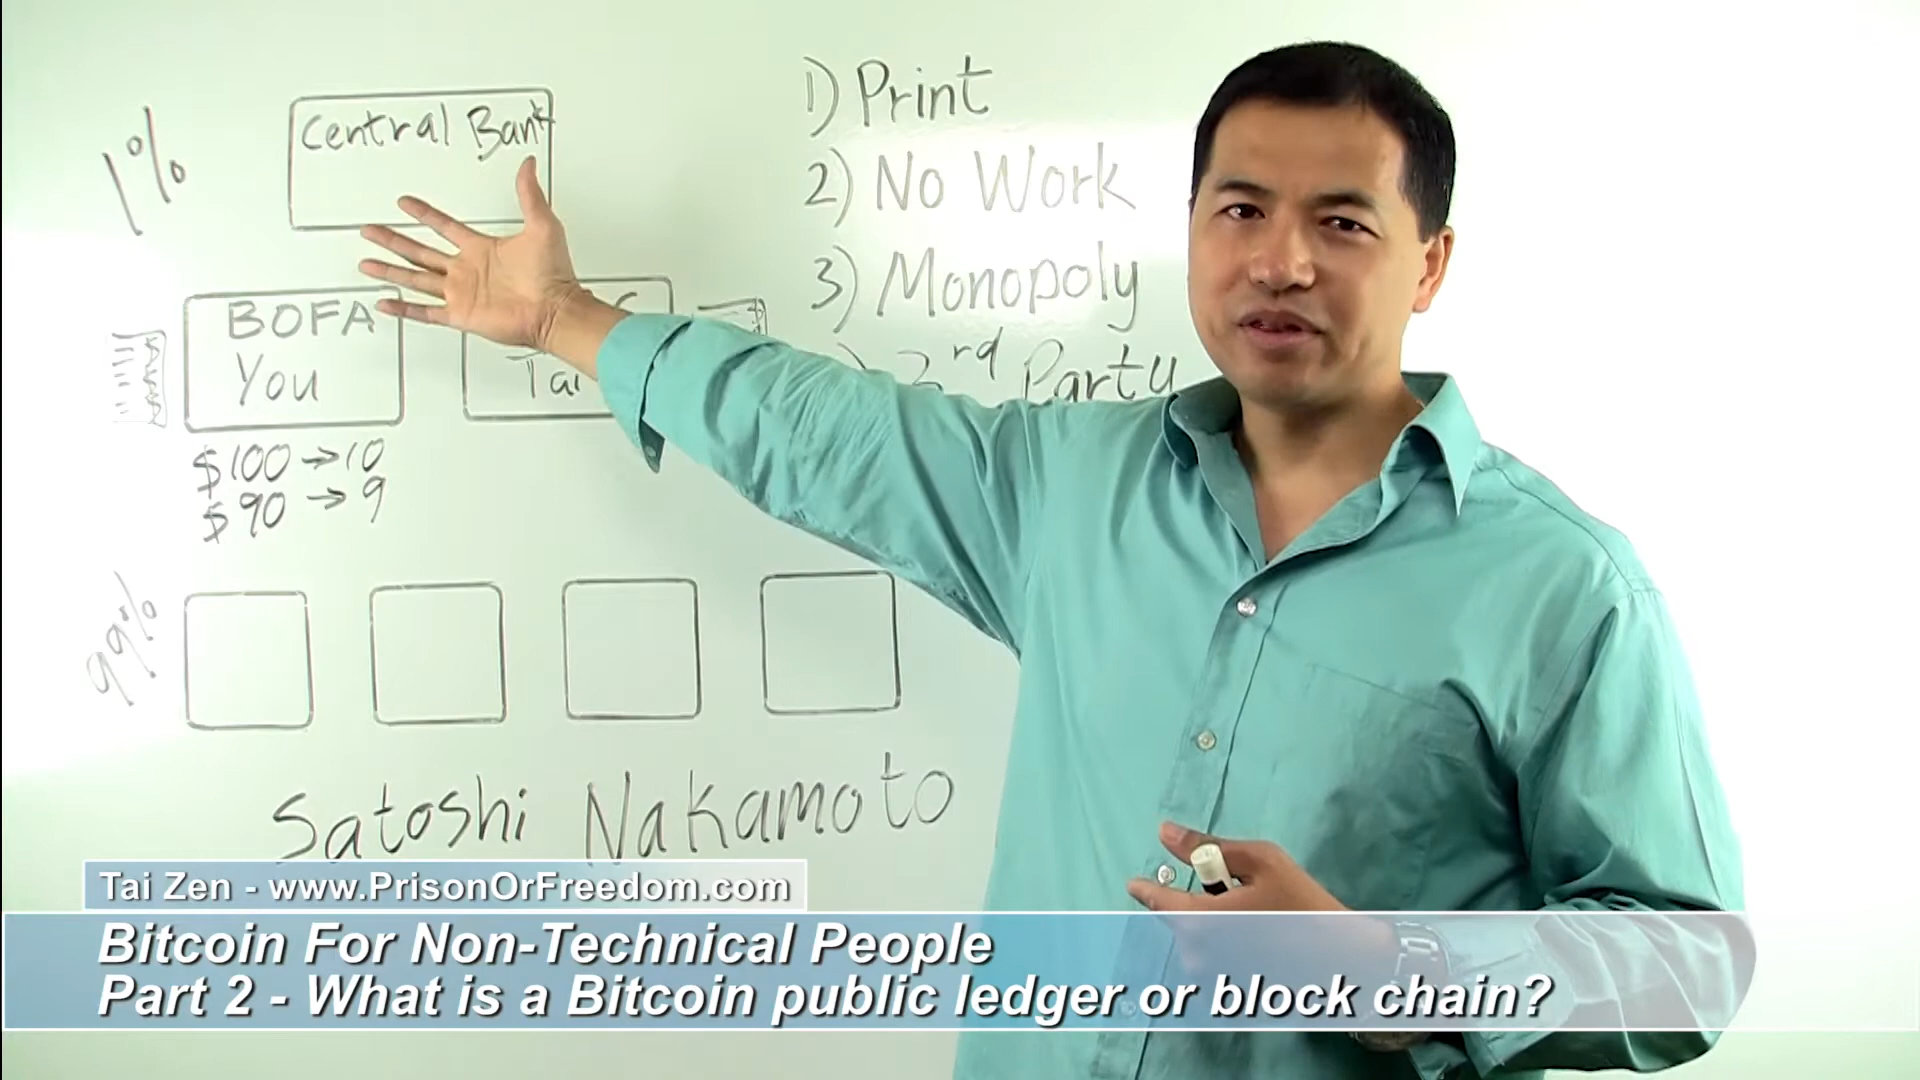 1%
Central Bank
1) Print
2) No Work
3) Monopoly
rd Party
BOFA
You
Tai
$100 → 10
$90 → 9
99%
Satoshi Nakamoto
Tai Zen - www.PrisonOrFreedom.com
Bitcoin For Non-Technical People
Part 2 - What is a Bitcoin public ledger or block chain?